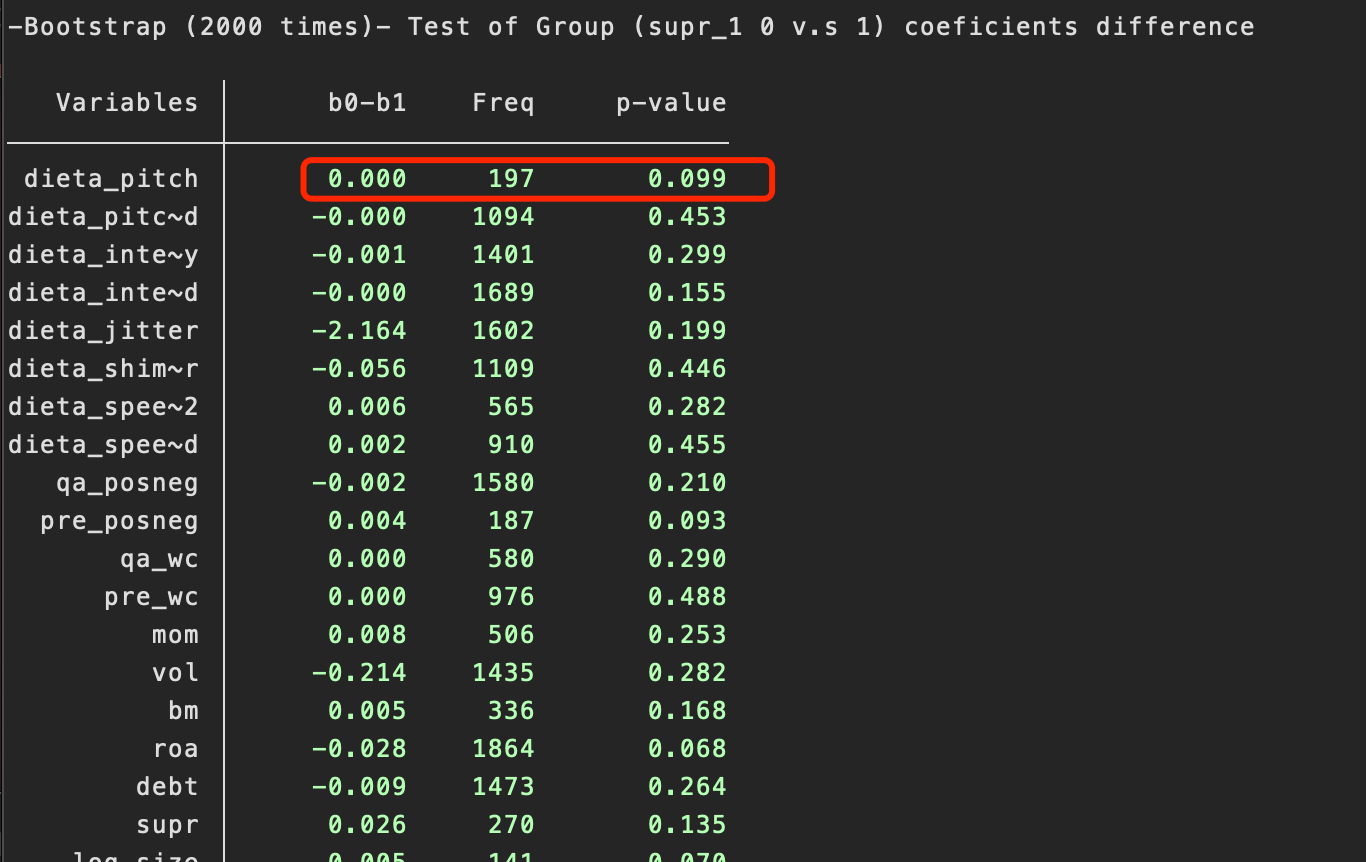 -Bootstrap (2000 times)- Test of Group (supr_1 0 v.s 1) coeficients difference
Variables b0-b1 Freq p-value
dieta_pitch 0.000 197 0.099
dieta_pitc~d -0.000 1094 0.453
dieta_inte~y -0.001 1401 0.299
dieta_inte~d -0.000 1689 0.155
dieta_jitter -2.164 1602 0.199
dieta_shim~r -0.056 1109 0.446
dieta_spee~2 0.006 565 0.282
dieta_spee~d 0.002 910 0.455
qa_posneg -0.002 1580 0.210
pre_posneg 0.004 187 0.093
qa_wc 0.000 580 0.290
pre_wc 0.000 976 0.488
mom 0.008 506 0.253
vol -0.214 1435 0.282
bm 0.005 336 0.168
roa -0.028 1864 0.068
debt -0.009 1473 0.264
supr 0.026 270 0.135
log_size 0.005 141 0.070